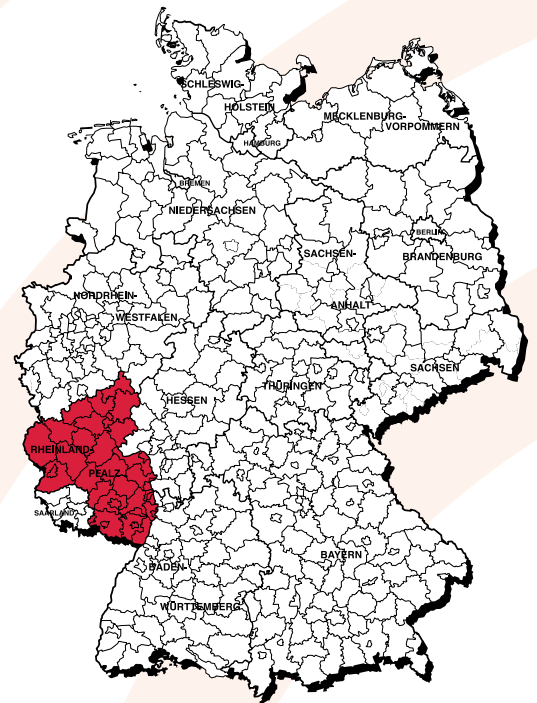 SCHLESWIG-
HOLSTEIN
MECKLENBURG-
VORPOMMERN
HAMBURG
BREMEN
NIEDERSACHSEN
BERLIN
SACHSEN-
BRANDENBURG
NORDRHEIN-
ANHALT
WESTFALEN
SACHSEN
THÜRINGEN
HESSEN
RHEINLAND-
PFALZ
SAARLAND
BAYERN
BADEN-
WÜRTTEMBERG